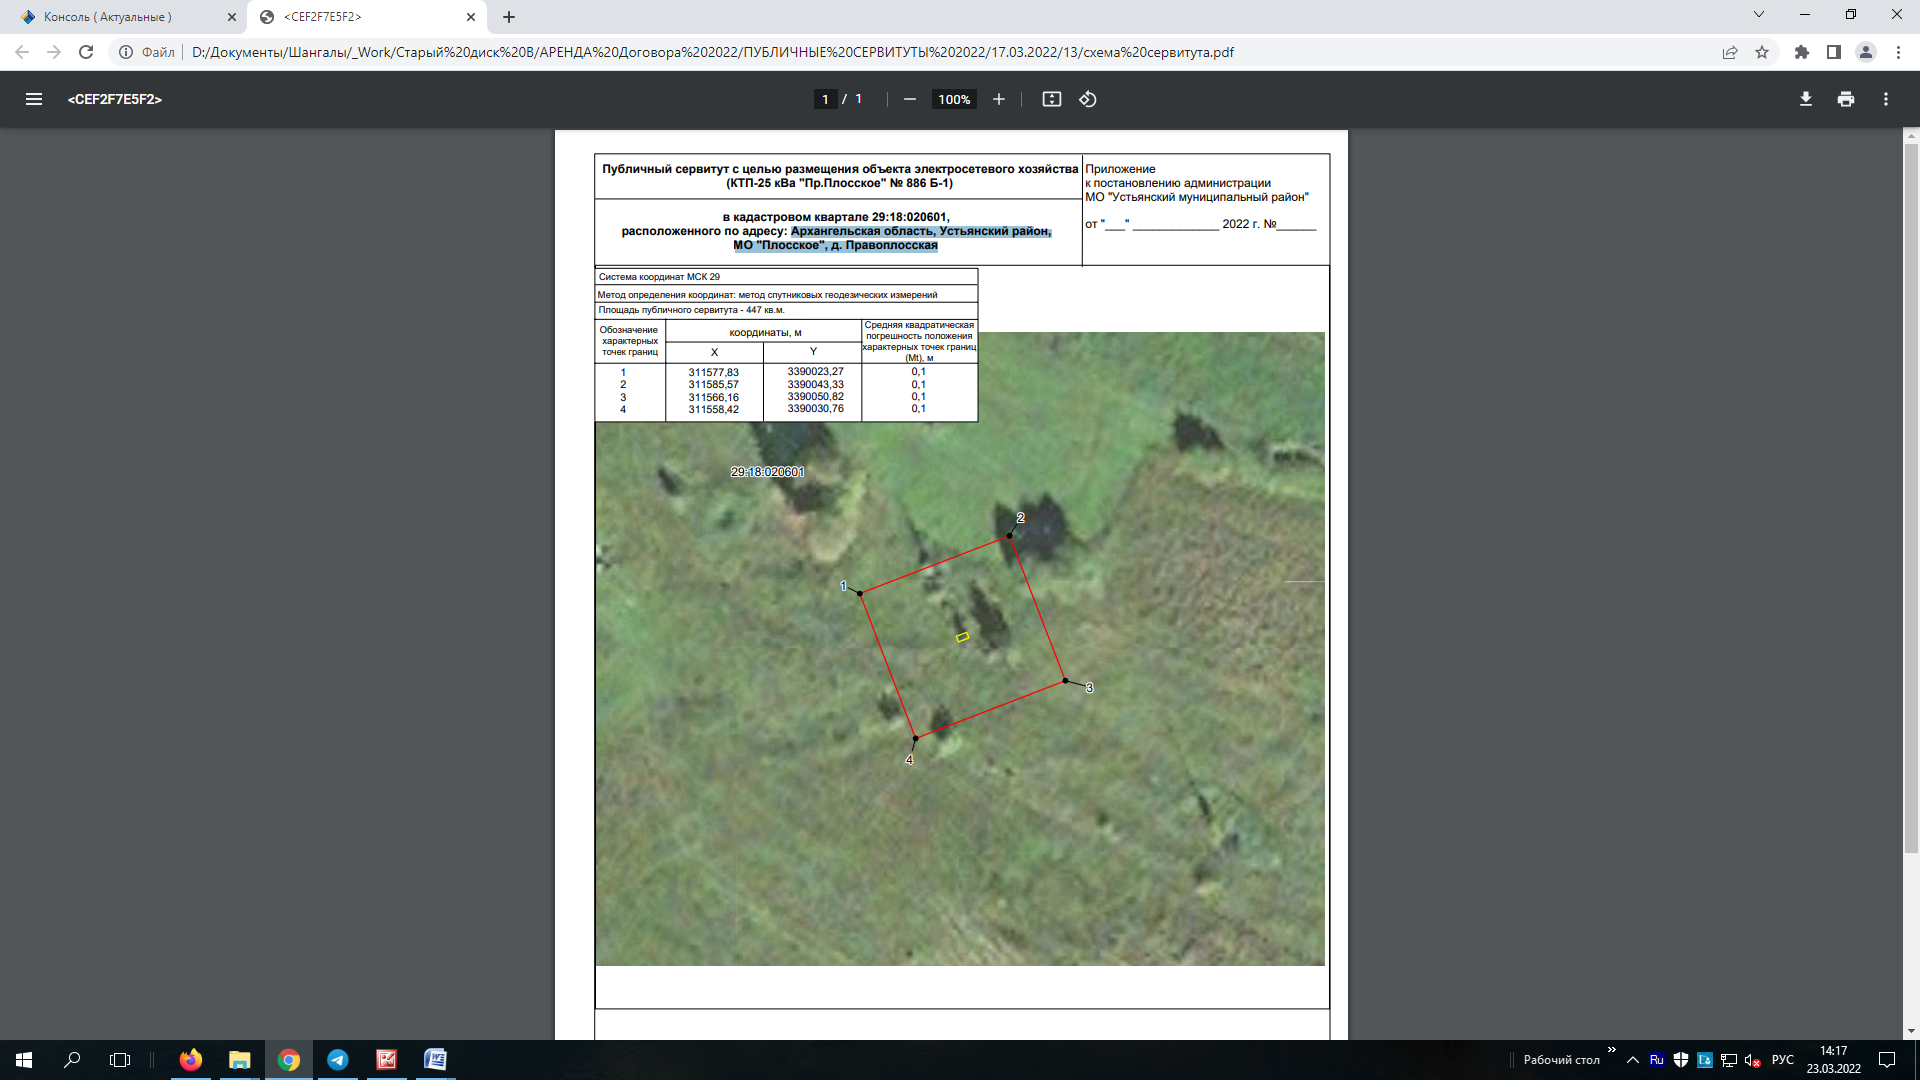 Консоль ( Актуальные )
<CEF2F7E5F2>
Файл
D:/Документы/Шангалы/_Work/Старый%20диск%20В/АРЕНДА%20Договора%202022/ПУБЛИЧНЫЕ%20СЕРВИТУТЫ%202022/17.03.2022/13/схема%20сервитута.pdf
<CEF2F7E5F2>
1 / 1
100%
Публичный сервитут с целью размещения объекта электросетевого хозяйства
(КТП-25 кВа "Пр.Плосское" № 886 Б-1)
в кадастровом квартале 29:18:020601,
расположенного по адресу: Архангельская область, Устьянский район,
МО "Плосское", д. Правоплосская
Приложение
к постановлению администрации
МО "Устьянский муниципальный район"
от "___" _____________ 2022 г. №______
Система координат МСК 29
Метод определения координат: метод спутниковых геодезических измерений
Площадь публичного сервитута - 447 кв.м.
Обозначение
характерных
точек границ
координаты, м
X Y
Средняя квадратическая
погрешность положения
характерных точек границ
(Mt), м
1 311577,83 3390023,27 0,1
2 311585,57 3390043,33 0,1
3 311566,16 3390050,82 0,1
4 311558,42 3390030,76 0,1
29:18:020601
2
1
3
4
Рабочий стол
»
Ru
РУС
14:17
23.03.2022